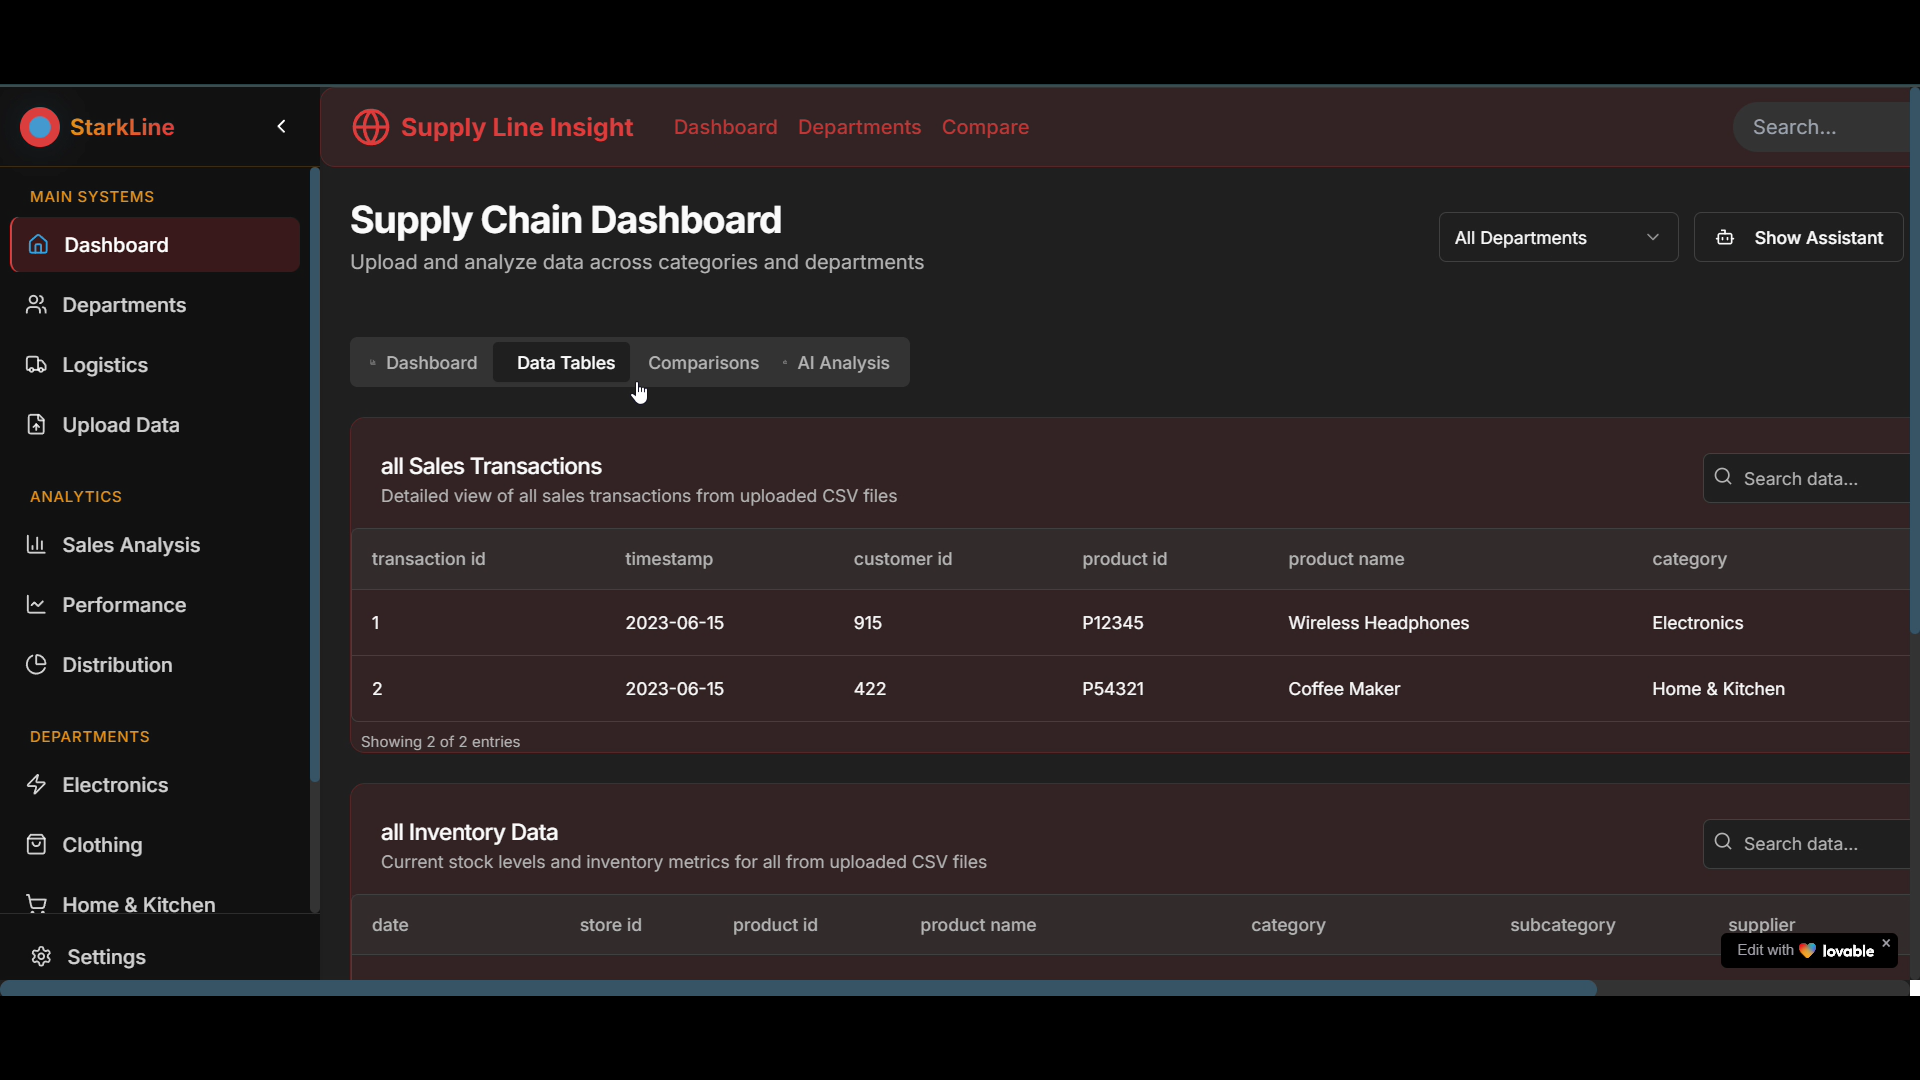 StarkLine
Supply Line Insight Dashboard Departments Compare
Search...
MAIN SYSTEMS
Dashboard
Departments
Logistics
Upload Data
ANALYTICS
Sales Analysis
Performance
Distribution
DEPARTMENTS
Electronics
Clothing
Home & Kitchen
Settings
Supply Chain Dashboard
Upload and analyze data across categories and departments
All Departments
Show Assistant
Dashboard Data Tables Comparisons AI Analysis
all Sales Transactions
Detailed view of all sales transactions from uploaded CSV files
Search data...
transaction id timestamp customer id product id product name category
1 2023-06-15 915 P12345 Wireless Headphones Electronics
2 2023-06-15 422 P54321 Coffee Maker Home & Kitchen
Showing 2 of 2 entries
all Inventory Data
Current stock levels and inventory metrics for all from uploaded CSV files
Search data...
date store id product id product name category subcategory supplier
Edit with lovable